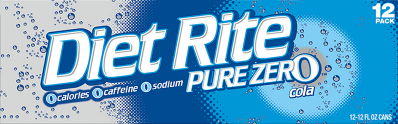 12
PACK
Diet Rite
0 calories 0 caffeine 0 sodium
PURE ZERO
cola
12-12 FL OZ CANS